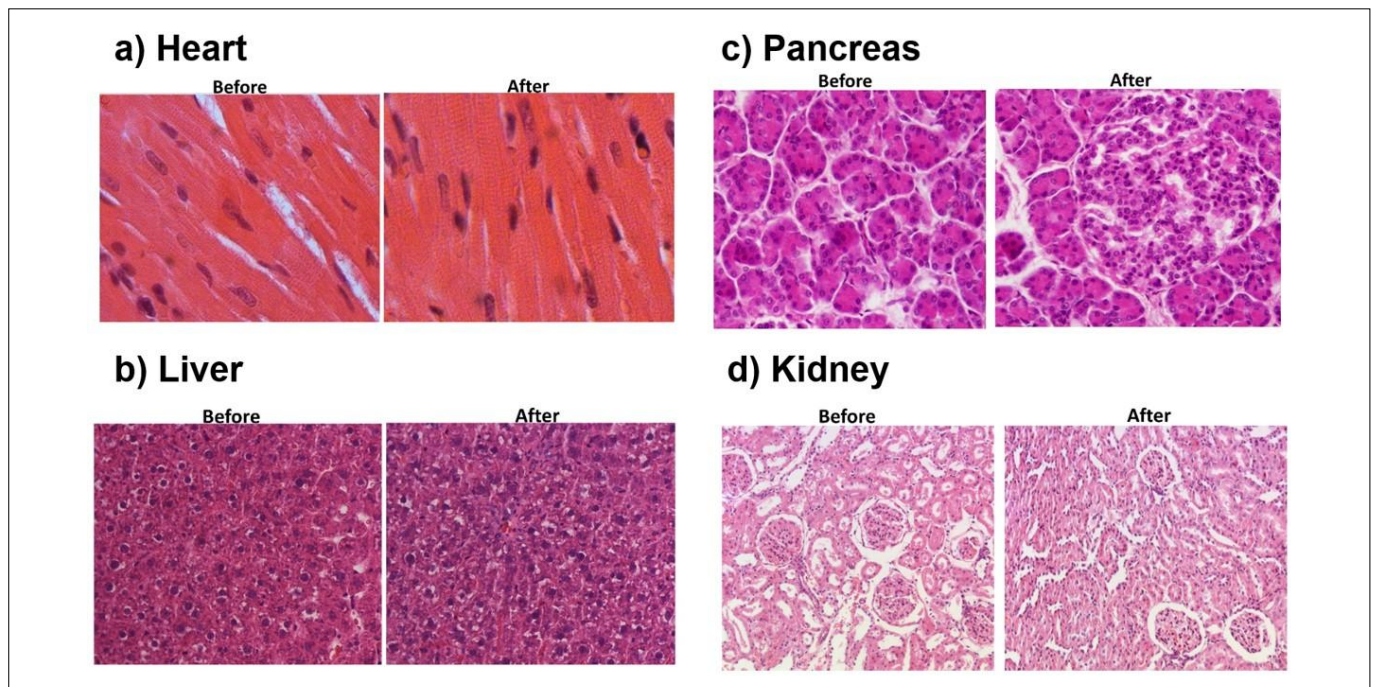 a) Heart
Before After
b) Liver
Before After
c) Pancreas
Before After
d) Kidney
Before After